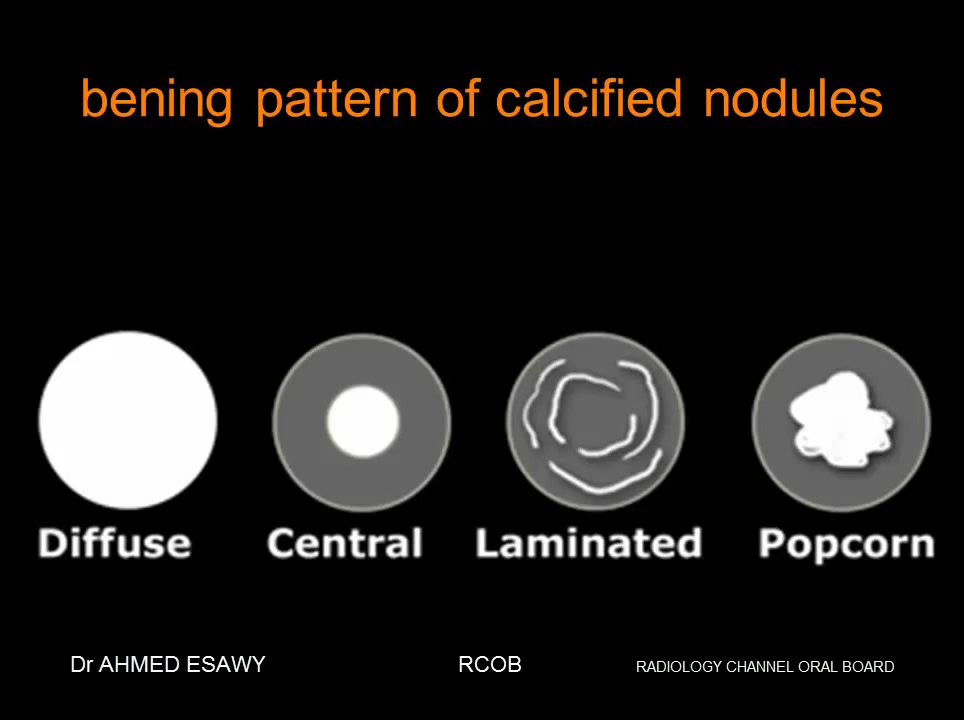 bening pattern of calcified nodules
Diffuse Central Laminated Popcorn
Dr AHMED ESAWY RCOB RADIOLOGY CHANNEL ORAL BOARD